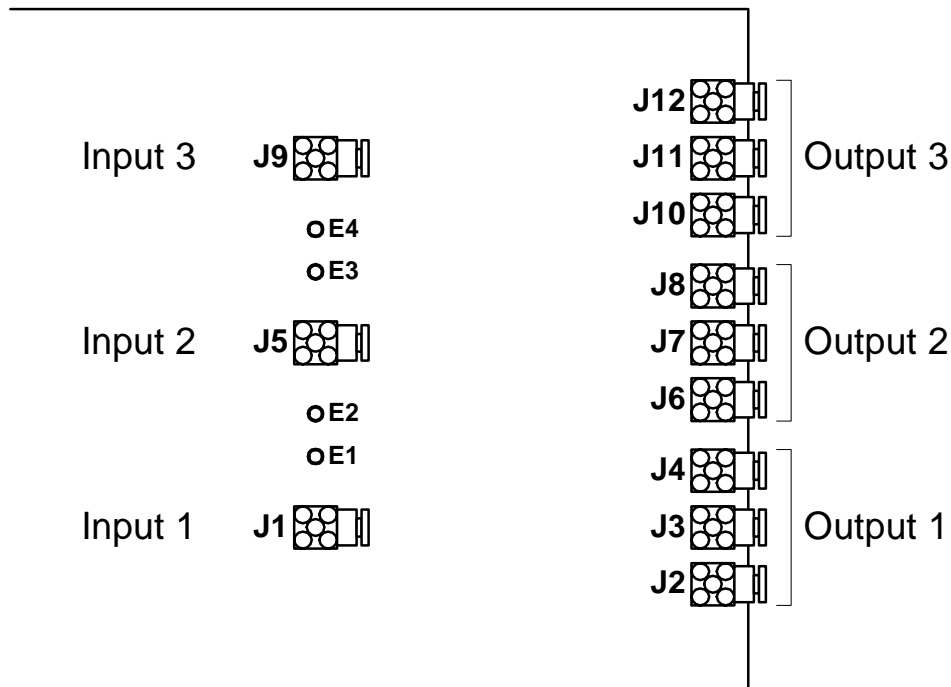 J12
Input 3 J9 J11 Output 3
J10
E4
E3 J8
Input 2 J5 J7 Output 2
J6
E2
E1
J4
Input 1 J1 J3 Output 1
J2